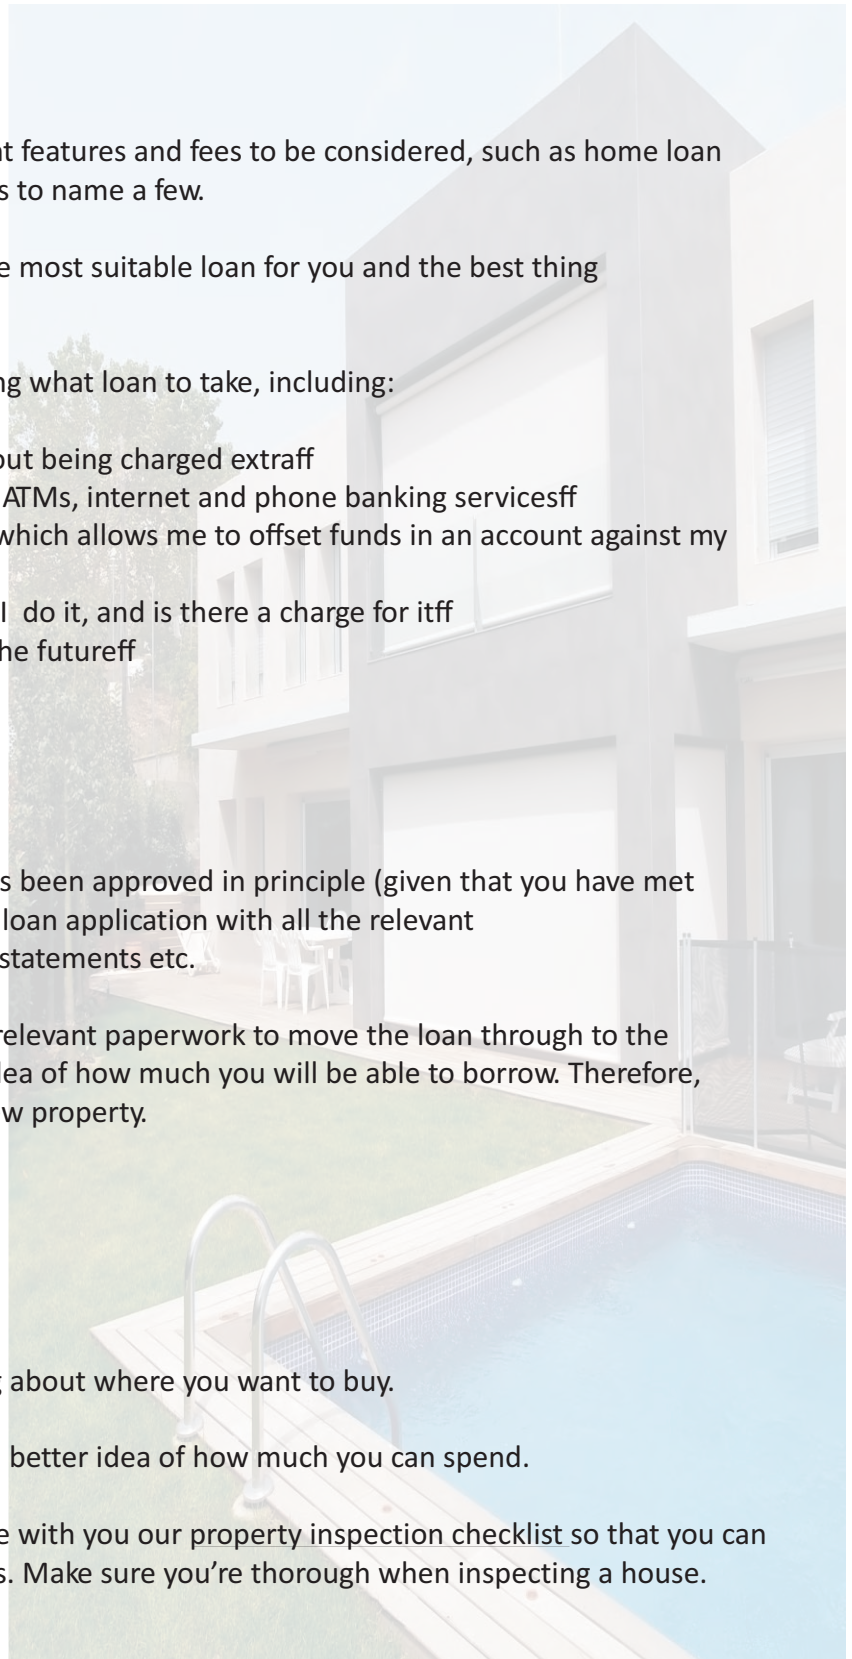 t features and fees to be considered, such as home loan
s to name a few.
e most suitable loan for you and the best thing
ng what loan to take, including:
out being charged extraff
ATMs, internet and phone banking servicesff
which allows me to offset funds in an account against my
I do it, and is there a charge for itff
he futureff
s been approved in principle (given that you have met
loan application with all the relevant
statements etc.
relevant paperwork to move the loan through to the
dea of how much you will be able to borrow. Therefore,
w property.
g about where you want to buy.
better idea of how much you can spend.
e with you our property inspection checklist so that you can
s. Make sure you’re thorough when inspecting a house.